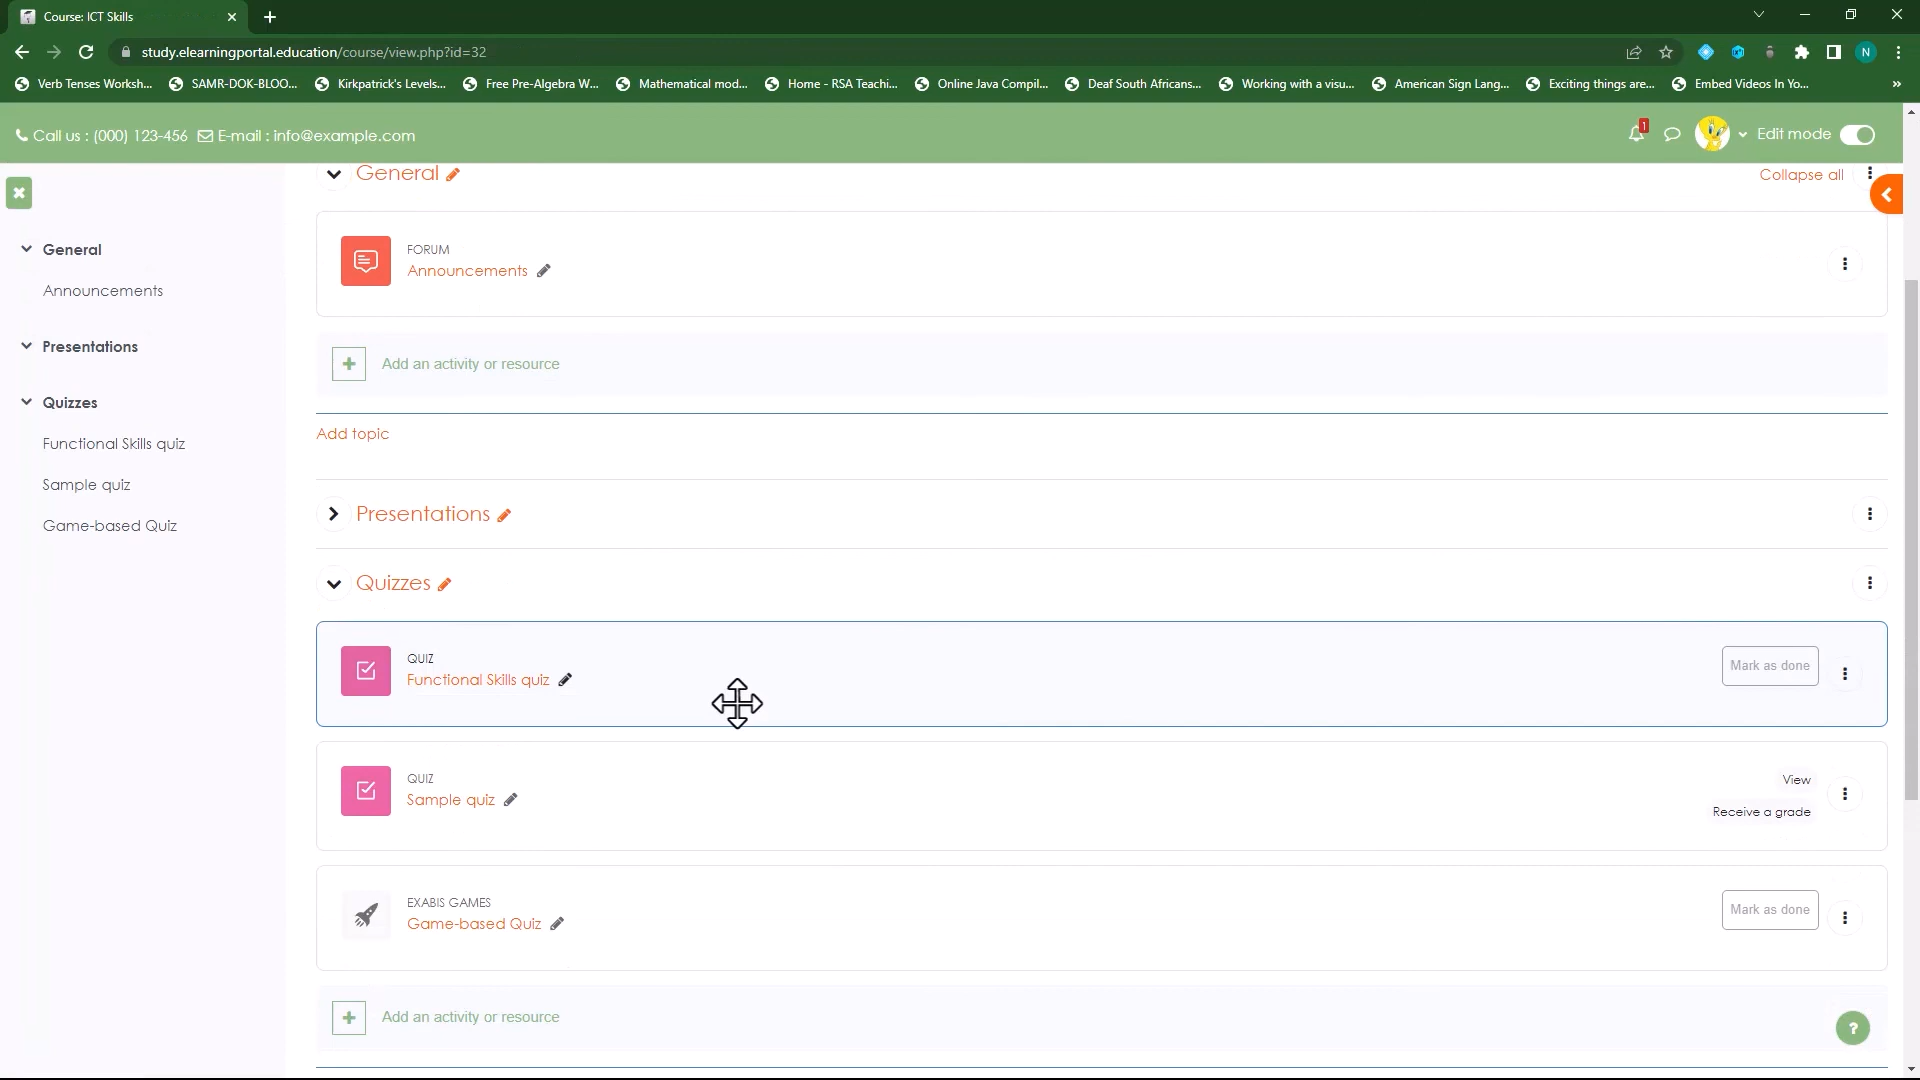 Course: ICT Skills
study.elearningportal.education/course/view.php?id=32
N
Verb Tenses Worksh...
SAMR-DOK-BLOO...
Kirkpatrick's Levels...
Free Pre-Algebra W...
Mathematical mod...
Home - RSA Teachi...
Online Java Compil...
Deaf South Africans...
Working with a visu...
American Sign Lang...
Exciting things are...
Embed Videos In Yo...
»
Call us : (000) 123-456 E-mail : info@example.com
1
Edit mode
General
Announcements
Presentations
Quizzes
Functional Skills quiz
Sample quiz
Game-based Quiz
General
Collapse all
FORUM
Announcements
Add an activity or resource
Add topic
Presentations
Quizzes
QUIZ
Functional Skills quiz
Mark as done
QUIZ
Sample quiz
View
Receive a grade
EXABIS GAMES
Game-based Quiz
Mark as done
Add an activity or resource
?